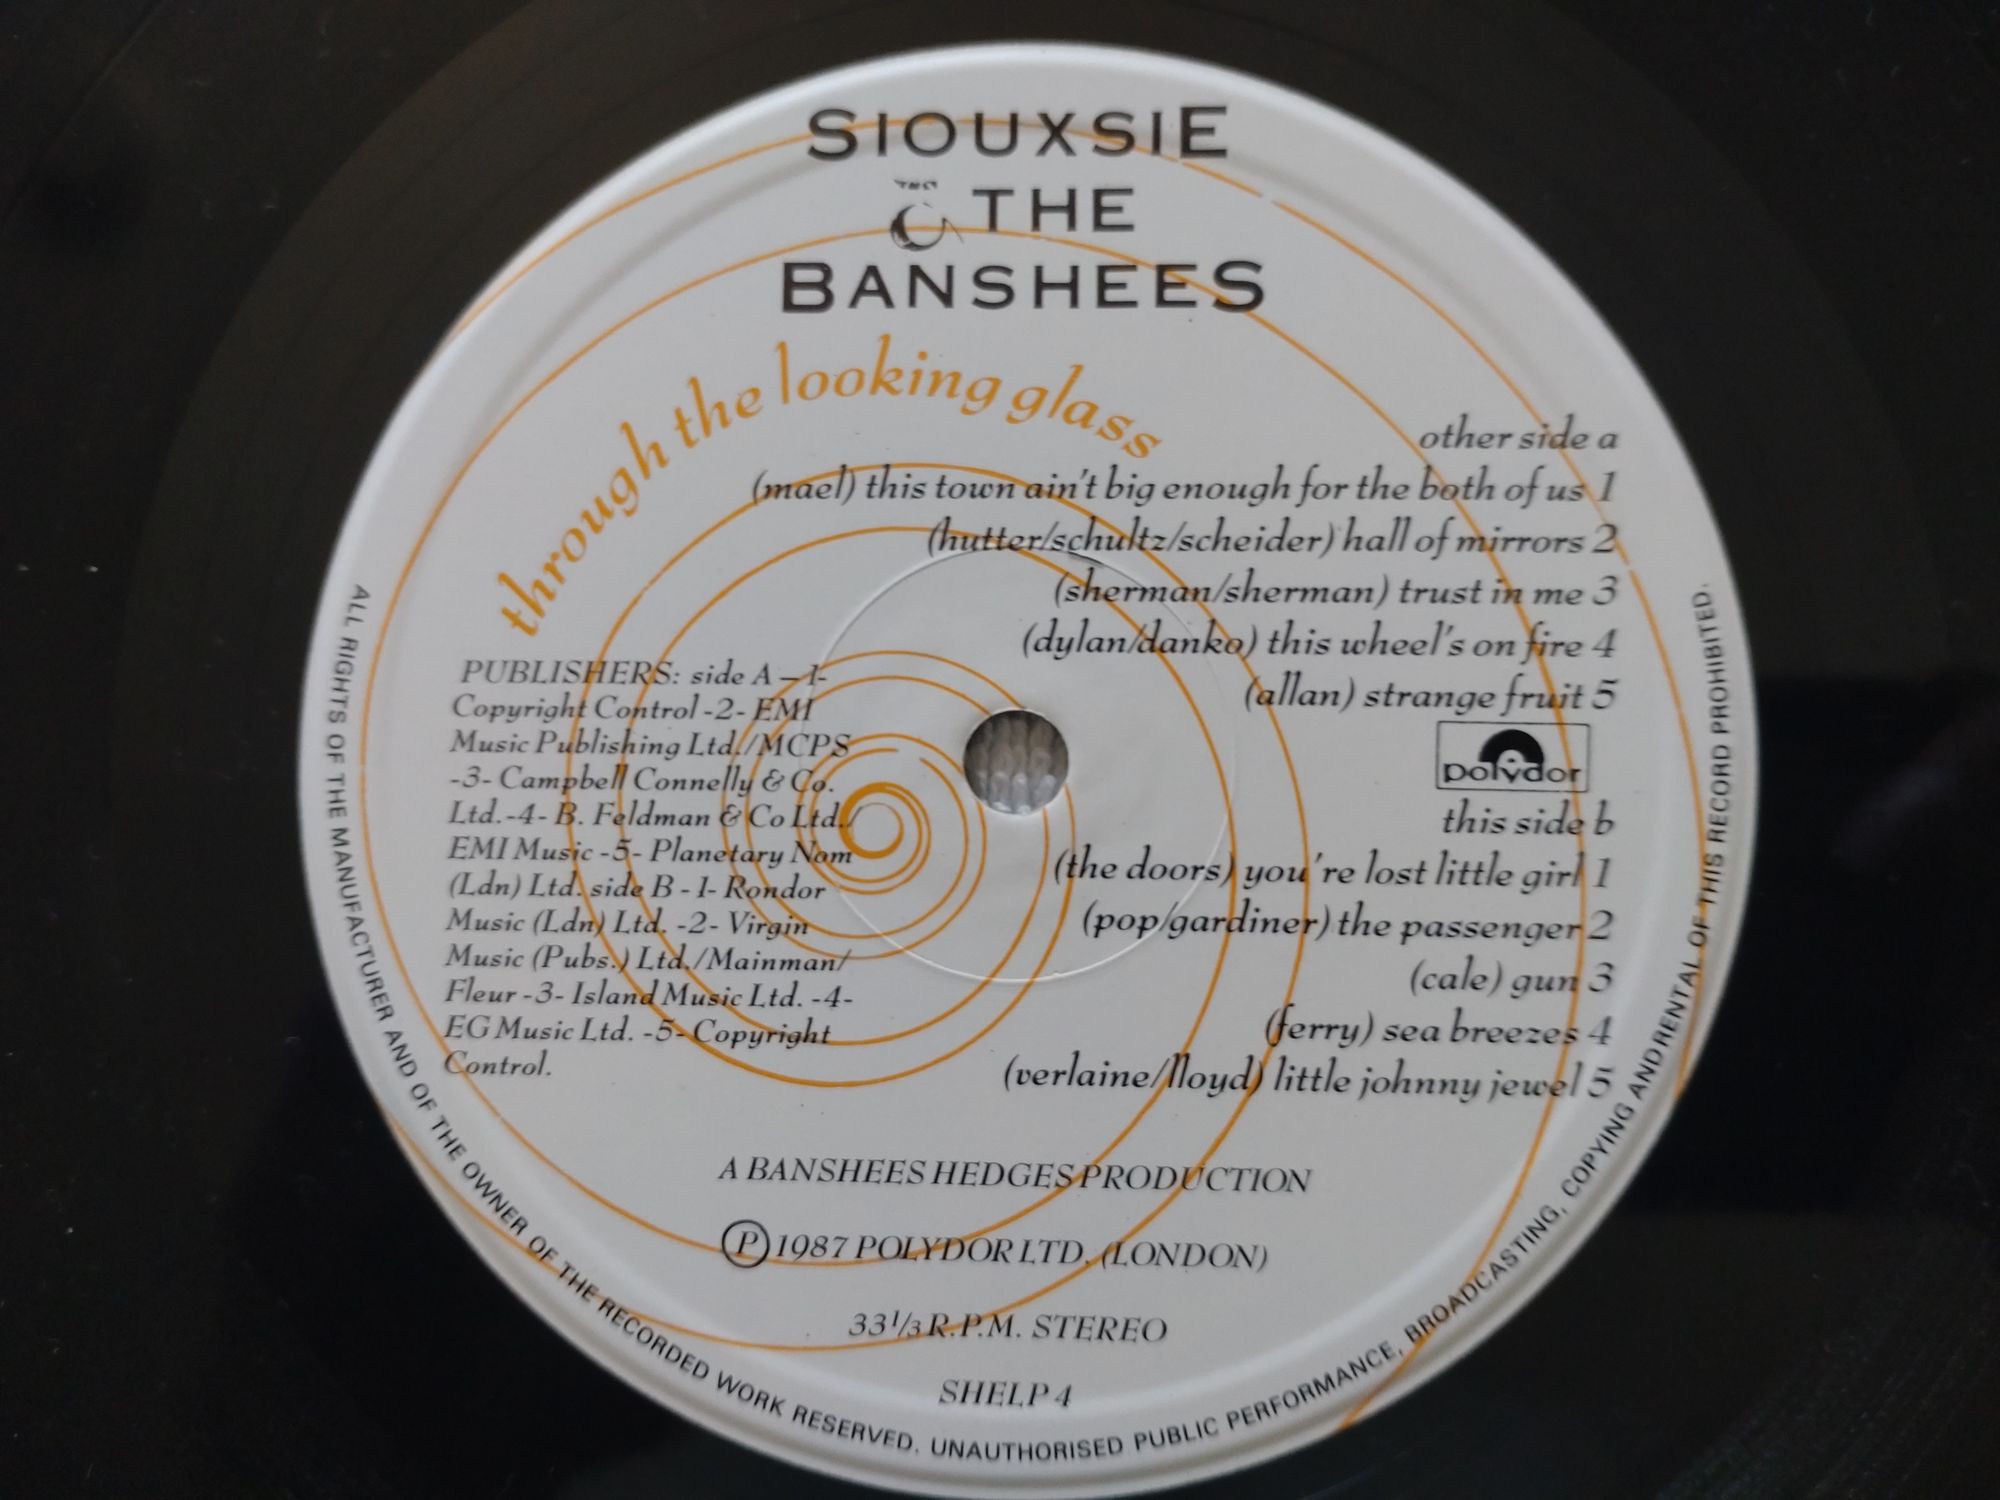 SIOUXSIE
& THE
BANSHEES
through the looking glass
other side a
(mael) this town ain't big enough for the both of us 1
(hutter/schultz/scheider) hall of mirrors 2
(sherman/sherman) trust in me 3
(dylan/danko) this wheel's on fire 4
(allan) strange fruit 5
polydor
this side b
(the doors) you're lost little girl 1
(pop/gardiner) the passenger 2
(cale) gun 3
(ferry) sea breezes 4
(verlaine/lloyd) little johnny jewel 5
PUBLISHERS: side A – 1-
Copyright Control -2- EMI
Music Publishing Ltd./MCPS
-3- Campbell Connelly & Co.
Ltd.-4- B. Feldman & Co Ltd./
EMI Music -5- Planetary Nom
(Ldn) Ltd. side B - 1- Rondor
Music (Ldn) Ltd. -2- Virgin
Music (Pubs.) Ltd./Mainman/
Fleur -3- Island Music Ltd. -4-
EG Music Ltd. -5- Copyright
Control.
A BANSHEES HEDGES PRODUCTION
Ⓟ 1987 POLYDOR LTD. (LONDON)
33 1/3 R.P.M. STEREO
SHELP 4
ALL RIGHTS OF THE MANUFACTURER AND OF THE OWNER OF THE RECORDED WORK RESERVED. UNAUTHORISED PUBLIC PERFORMANCE, BROADCASTING, COPYING AND RENTAL OF THIS RECORD PROHIBITED.